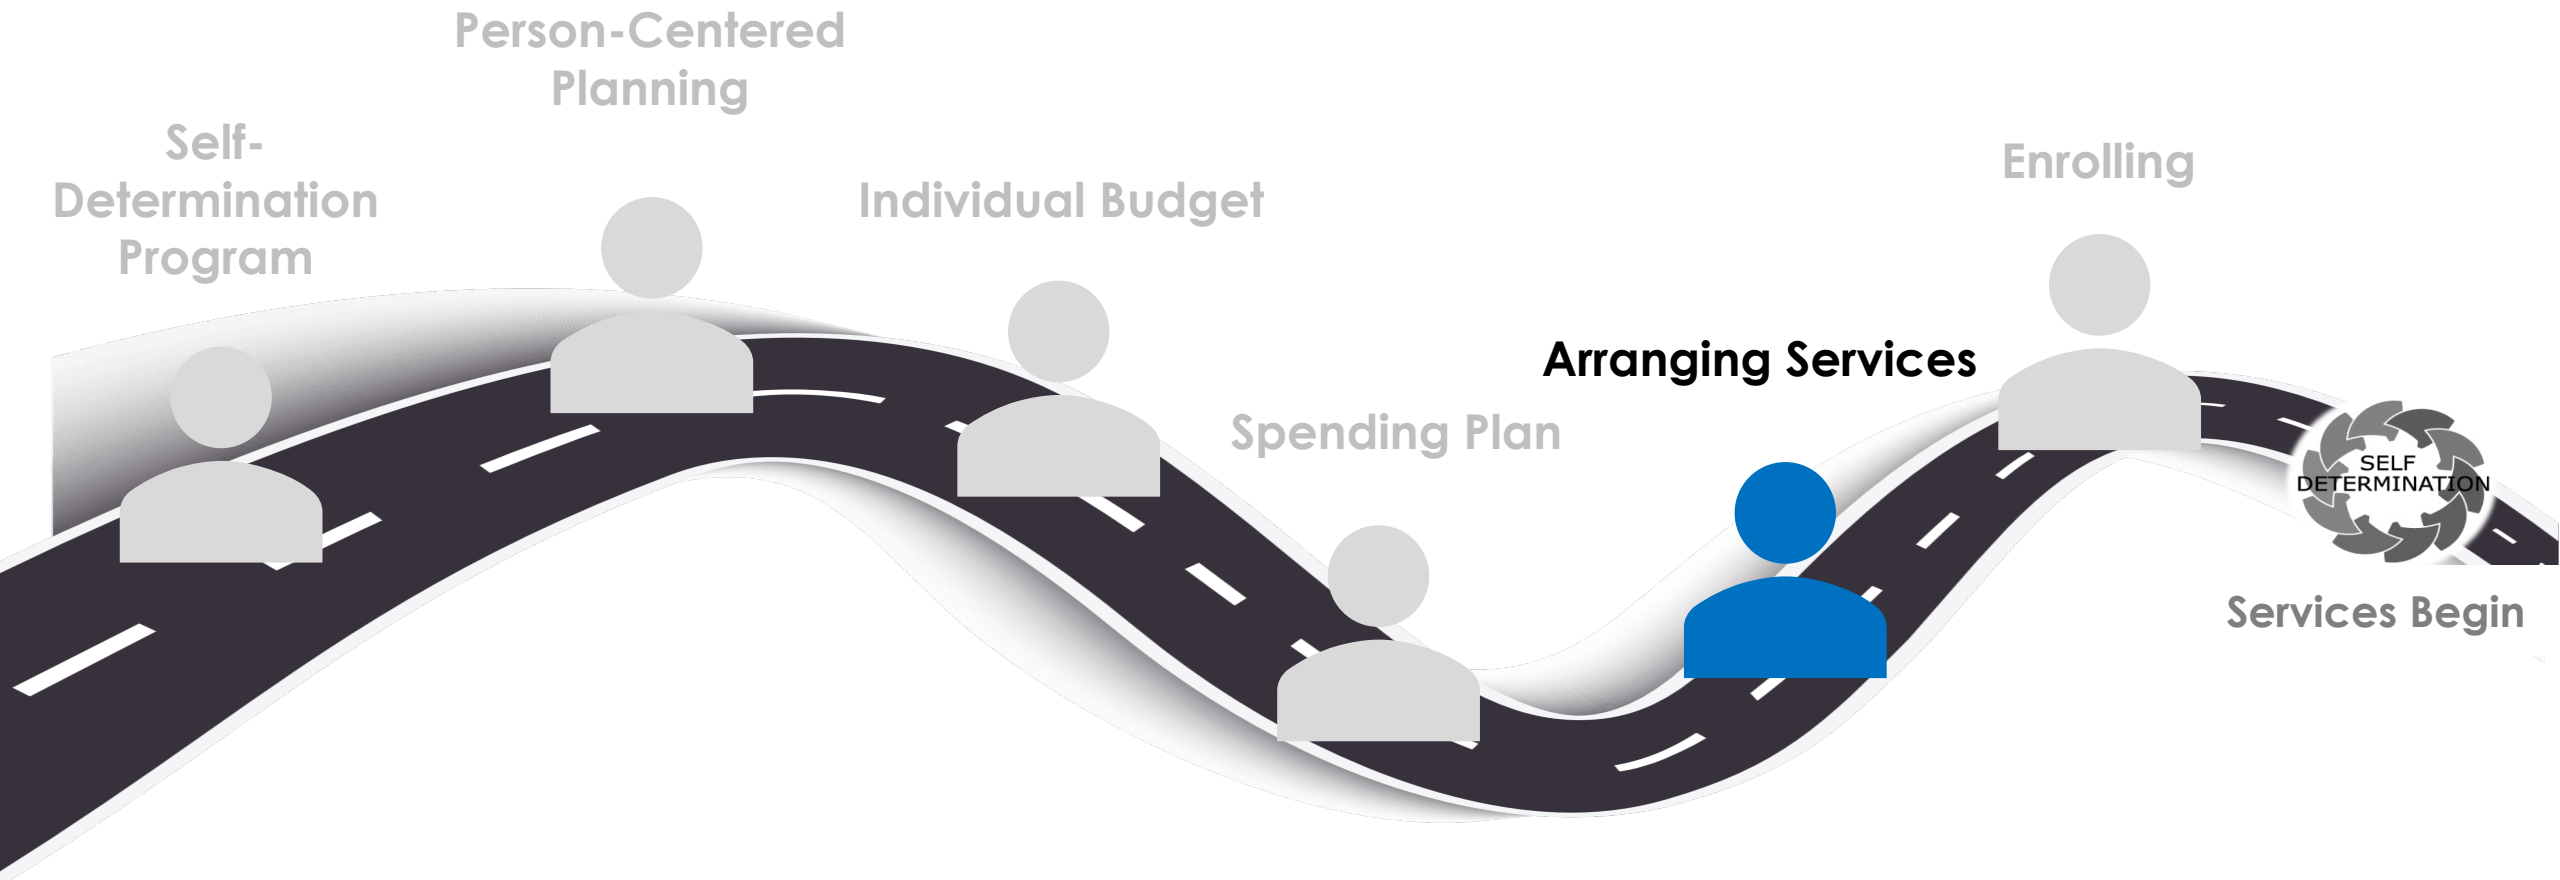 Person-Centered
Planning
Self-
Determination
Program
Individual Budget
Enrolling
Arranging Services
Spending Plan
SELF
DETERMINATION
Services Begin